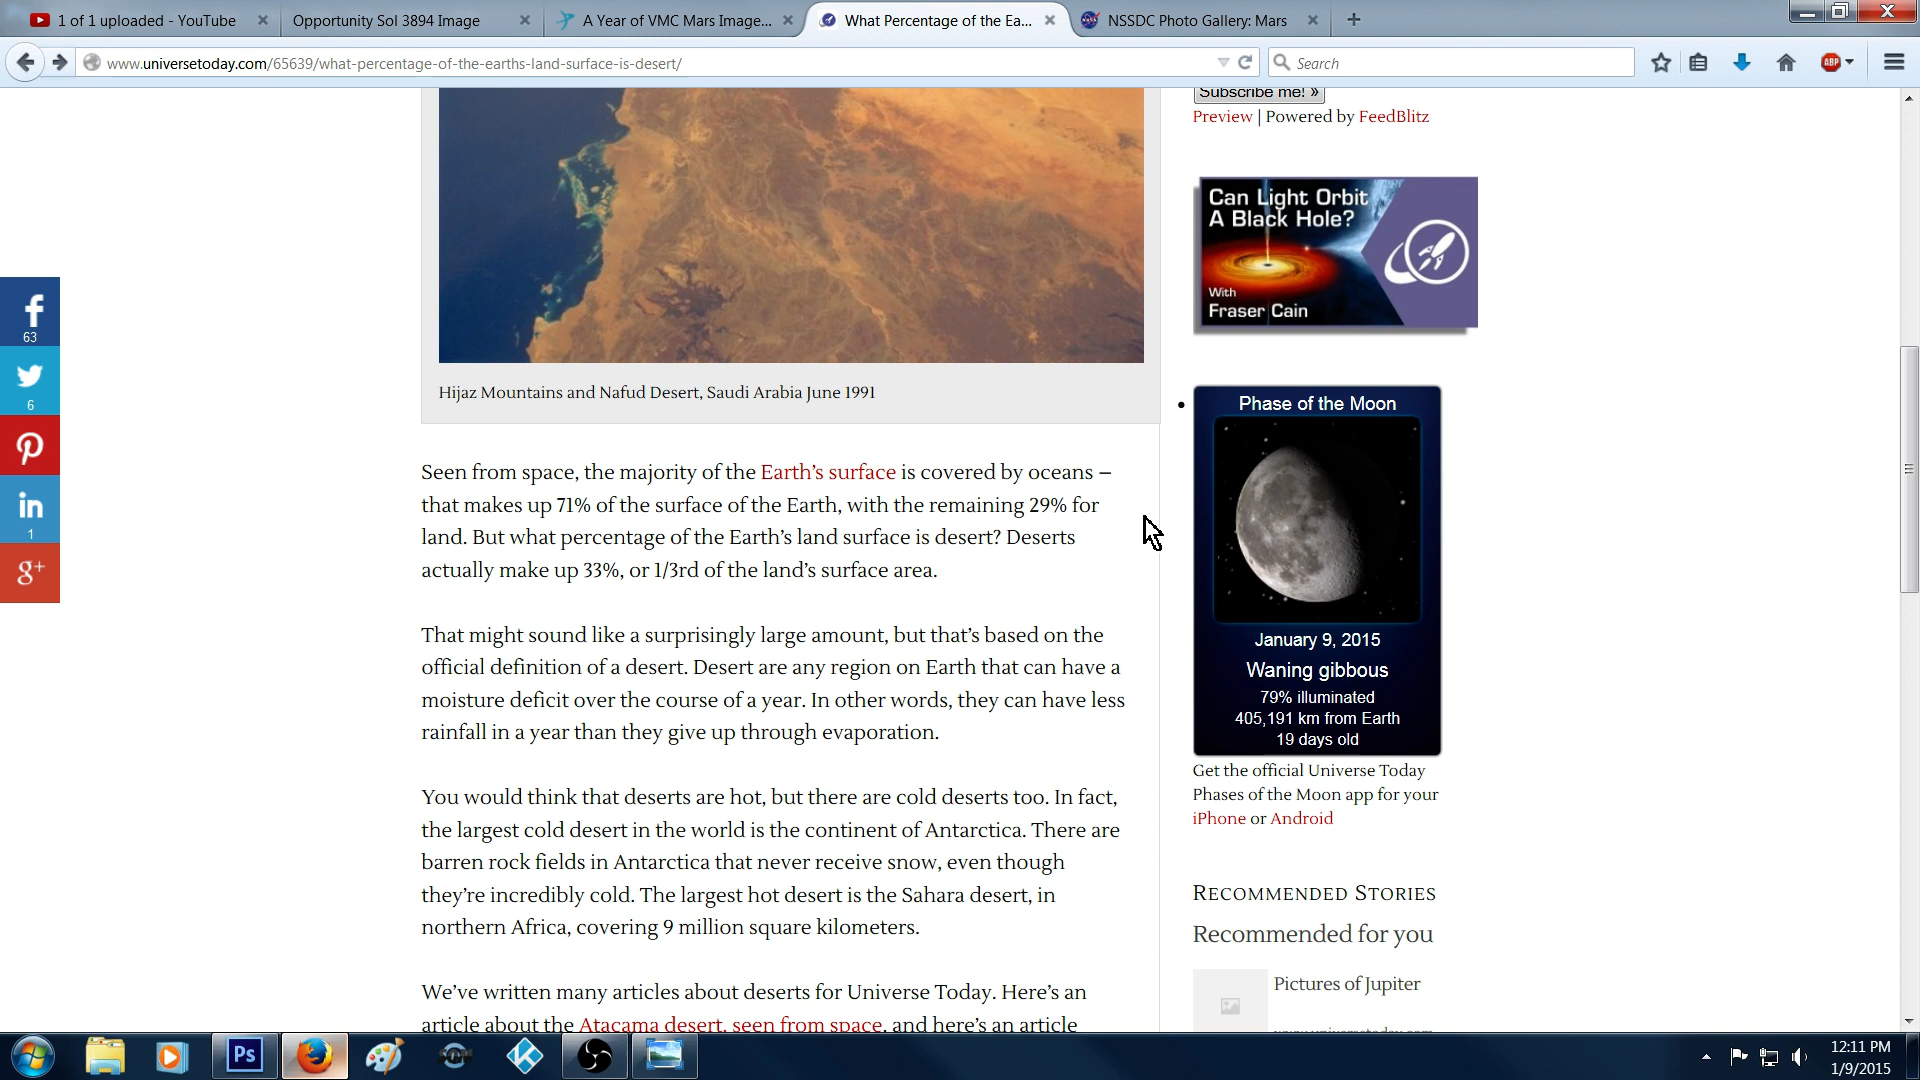 1 of 1 uploaded - YouTube
Opportunity Sol 3894 Image
A Year of VMC Mars Image...
What Percentage of the Ea...
NSSDC Photo Gallery: Mars
www.universetoday.com/65639/what-percentage-of-the-earths-land-surface-is-desert/
Search
ABP
Subscribe me! »
Preview | Powered by FeedBlitz
Can Light Orbit
A Black Hole?
With
Fraser Cain
63
6
1
Hijaz Mountains and Nafud Desert, Saudi Arabia June 1991
Seen from space, the majority of the Earth's surface is covered by oceans –
that makes up 71% of the surface of the Earth, with the remaining 29% for
land. But what percentage of the Earth's land surface is desert? Deserts
actually make up 33%, or 1/3rd of the land's surface area.
That might sound like a surprisingly large amount, but that's based on the
official definition of a desert. Desert are any region on Earth that can have a
moisture deficit over the course of a year. In other words, they can have less
rainfall in a year than they give up through evaporation.
You would think that deserts are hot, but there are cold deserts too. In fact,
the largest cold desert in the world is the continent of Antarctica. There are
barren rock fields in Antarctica that never receive snow, even though
they're incredibly cold. The largest hot desert is the Sahara desert, in
northern Africa, covering 9 million square kilometers.
We've written many articles about deserts for Universe Today. Here's an
article about the Atacama desert, seen from space, and here's an article
Phase of the Moon
January 9, 2015
Waning gibbous
79% illuminated
405,191 km from Earth
19 days old
Get the official Universe Today
Phases of the Moon app for your
iPhone or Android
Recommended Stories
Recommended for you
Pictures of Jupiter
www.universetoday.com
Ps
12:11 PM
1/9/2015